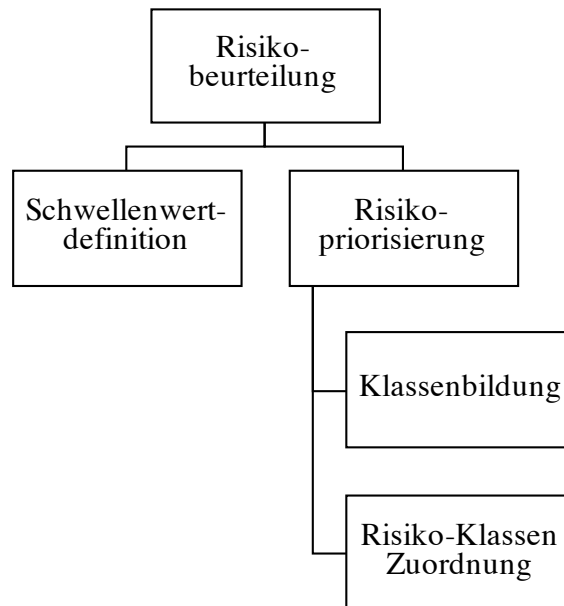 Risiko-
beurteilung
Schwellenwert-
definition
Risiko-
priorisierung
Klassenbildung
Risiko-Klassen
Zuordnung